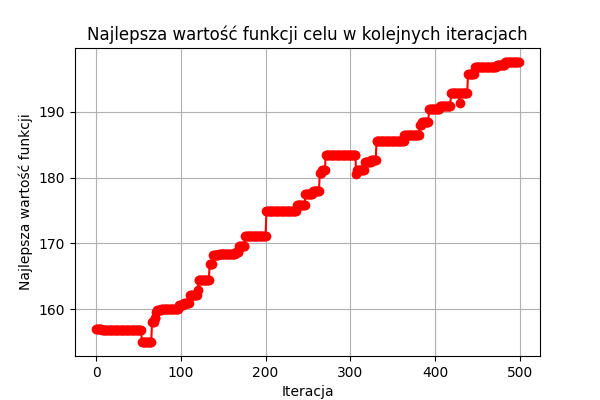 Najlepsza wartość funkcji celu w kolejnych iteracjach
Najlepsza wartość funkcji
190
180
170
160
0 100 200 300 400 500
Iteracja